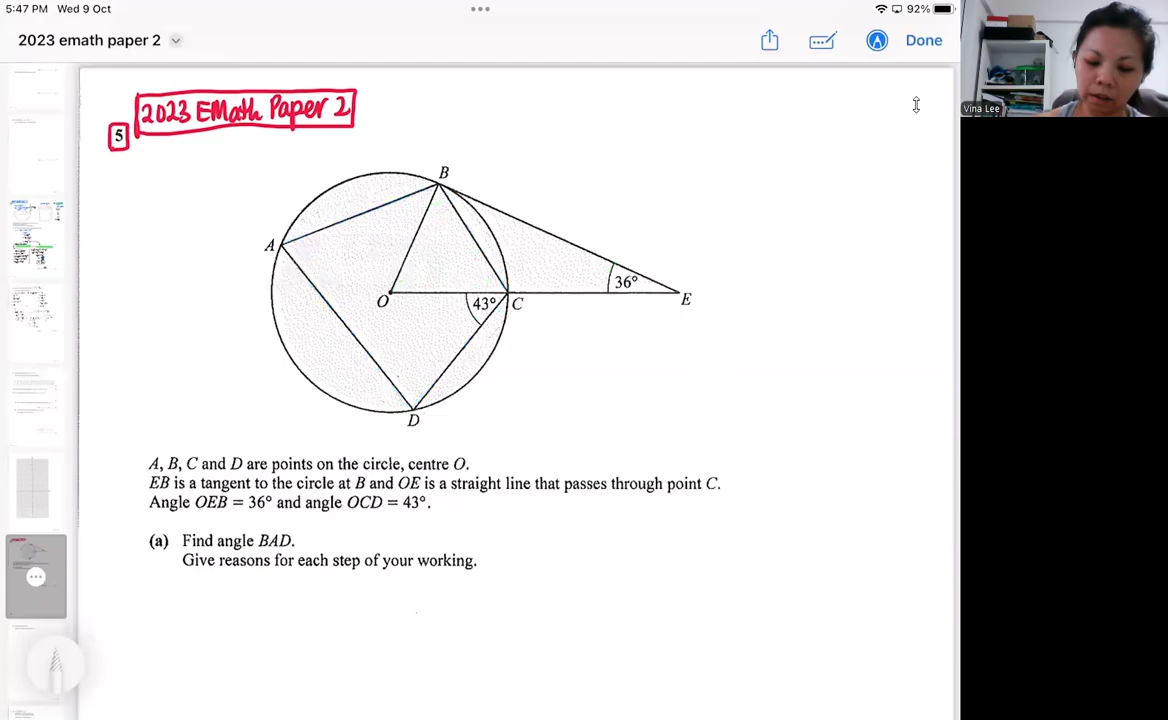 5:47 PM Wed 9 Oct
92%
2023 emath paper 2
Done
Vina Lee
2023 EMath Paper 2
5
B
A
36°
O
43°
C
E
D
A, B, C and D are points on the circle, centre O.
EB is a tangent to the circle at B and OE is a straight line that passes through point C.
Angle OEB = 36° and angle OCD = 43°.
(a) Find angle BAD.
Give reasons for each step of your working.